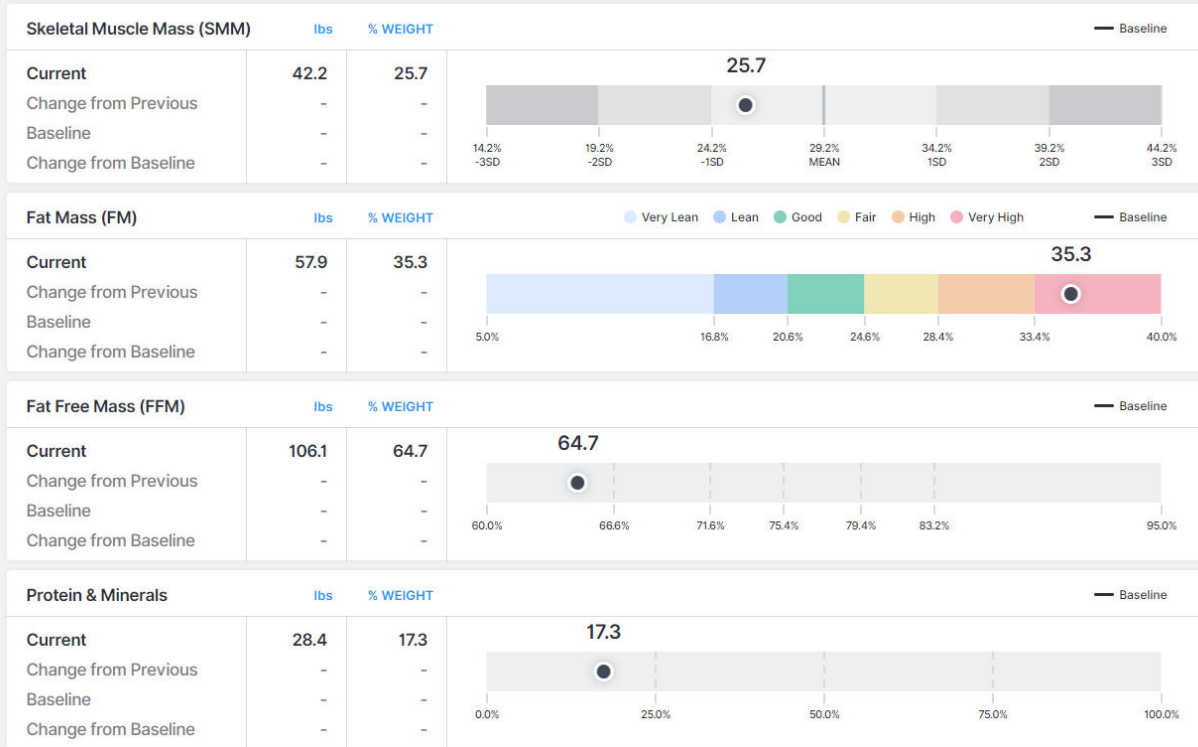 Skeletal Muscle Mass (SMM) lbs % WEIGHT Baseline
25.7
Current 42.2 25.7
Change from Previous - -
Baseline - -
14.2% 19.2% 24.2% 29.2% 34.2% 39.2% 44.2%
-3SD -2SD -1SD MEAN 1SD 2SD 3SD
Change from Baseline - -
Fat Mass (FM) lbs % WEIGHT Very Lean Lean Good Fair High Very High Baseline
35.3
Current 57.9 35.3
Change from Previous - -
Baseline - -
5.0% 16.8% 20.6% 24.6% 28.4% 33.4% 40.0%
Change from Baseline - -
Fat Free Mass (FFM) lbs % WEIGHT Baseline
64.7
Current 106.1 64.7
Change from Previous - -
Baseline - -
60.0% 66.6% 71.6% 75.4% 79.4% 83.2% 95.0%
Change from Baseline - -
Protein & Minerals lbs % WEIGHT Baseline
17.3
Current 28.4 17.3
Change from Previous - -
Baseline - -
0.0% 25.0% 50.0% 75.0% 100.0%
Change from Baseline - -